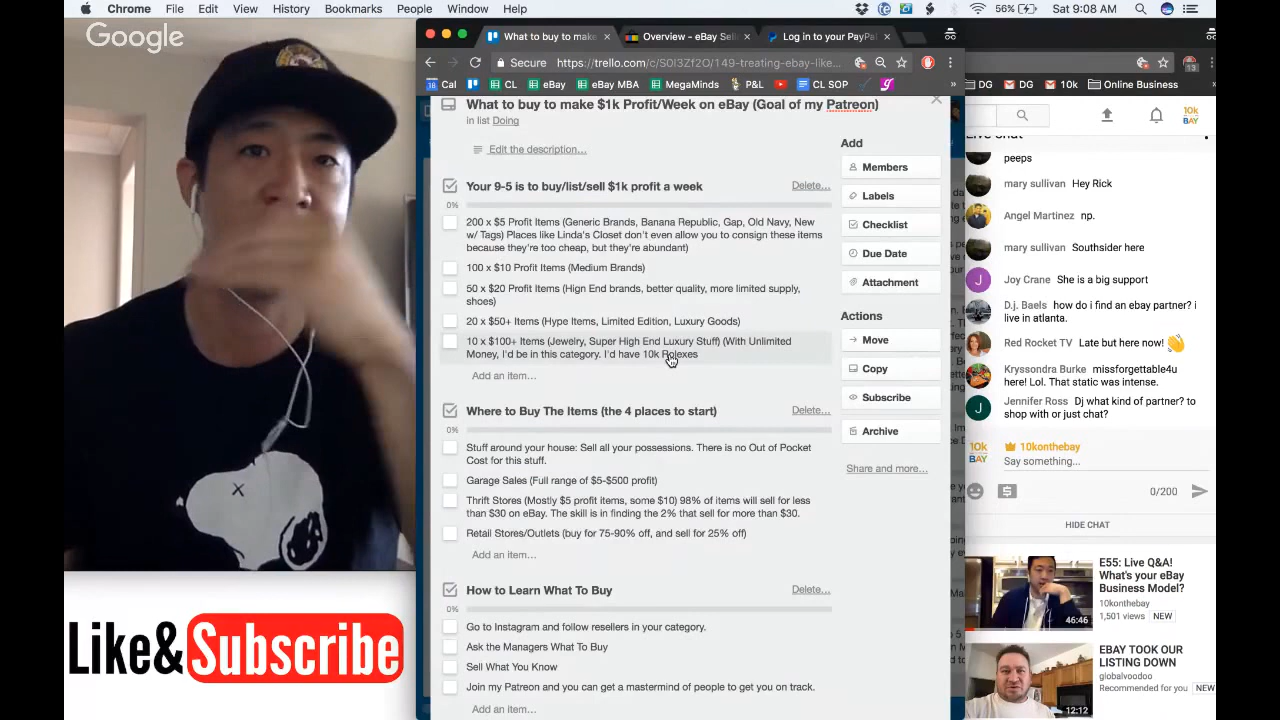 Chrome File Edit View History Bookmarks People Window Help
56% Sat 9:08 AM
Google
What to buy to make
Overview - eBay Sell
Log in to your PayPa
Secure https://trello.com/c/S0I3Zf2O/149-treating-ebay-like...
13
18 Cal CL eBay eBay MBA MegaMinds P&L CL SOP »
DG DG 10k Online Business
What to buy to make $1k Profit/Week on eBay (Goal of my Patreon)
in list Doing
Edit the description...
Your 9-5 is to buy/list/sell $1k profit a week
Delete...
0%
200 x $5 Profit Items (Generic Brands, Banana Republic, Gap, Old Navy, New
w/ Tags) Places like Linda's Closet don't even allow you to consign these items
because they're too cheap, but they're abundant)
100 x $10 Profit Items (Medium Brands)
50 x $20 Profit Items (Hign End brands, better quality, more limited supply,
shoes)
20 x $50+ Items (Hype Items, Limited Edition, Luxury Goods)
10 x $100+ Items (Jewelry, Super High End Luxury Stuff) (With Unlimited
Money, I'd be in this category. I'd have 10k Rolexes
Add an item...
Where to Buy The Items (the 4 places to start)
Delete...
0%
Stuff around your house: Sell all your possessions. There is no Out of Pocket
Cost for this stuff.
Garage Sales (Full range of $5-$500 profit)
Thrift Stores (Mostly $5 profit items, some $10) 98% of items will sell for less
than $30 on eBay. The skill is in finding the 2% that sell for more than $30.
Retail Stores/Outlets (buy for 75-90% off, and sell for 25% off)
Add an item...
How to Learn What To Buy
Delete...
0%
Go to Instagram and follow resellers in your category.
Ask the Managers What To Buy
Sell What You Know
Join my Patreon and you can get a mastermind of people to get you on track.
Add an item...
Add
Members
Labels
Checklist
Due Date
Attachment
Actions
Move
Copy
Subscribe
Archive
Share and more...
10k
BAY
Live chat
peeps
mary sullivan Hey Rick
Angel Martinez np.
mary sullivan Southsider here
Joy Crane She is a big support
D.j. Baels how do i find an ebay partner? i
live in atlanta.
Red Rocket TV Late but here now!
Kryssondra Burke missforgettable4u
here! Lol. That static was intense.
Jennifer Ross Dj what kind of partner? to
shop with or just chat?
10k
BAY
10konthebay
Say something...
0/200
HIDE CHAT
E55: Live Q&A!
What's your eBay
Business Model?
10konthebay
1,501 views NEW
46:46
EBAY TOOK OUR
LISTING DOWN
globalvoodoo
Recommended for you NEW
12:12
Like&Subscribe